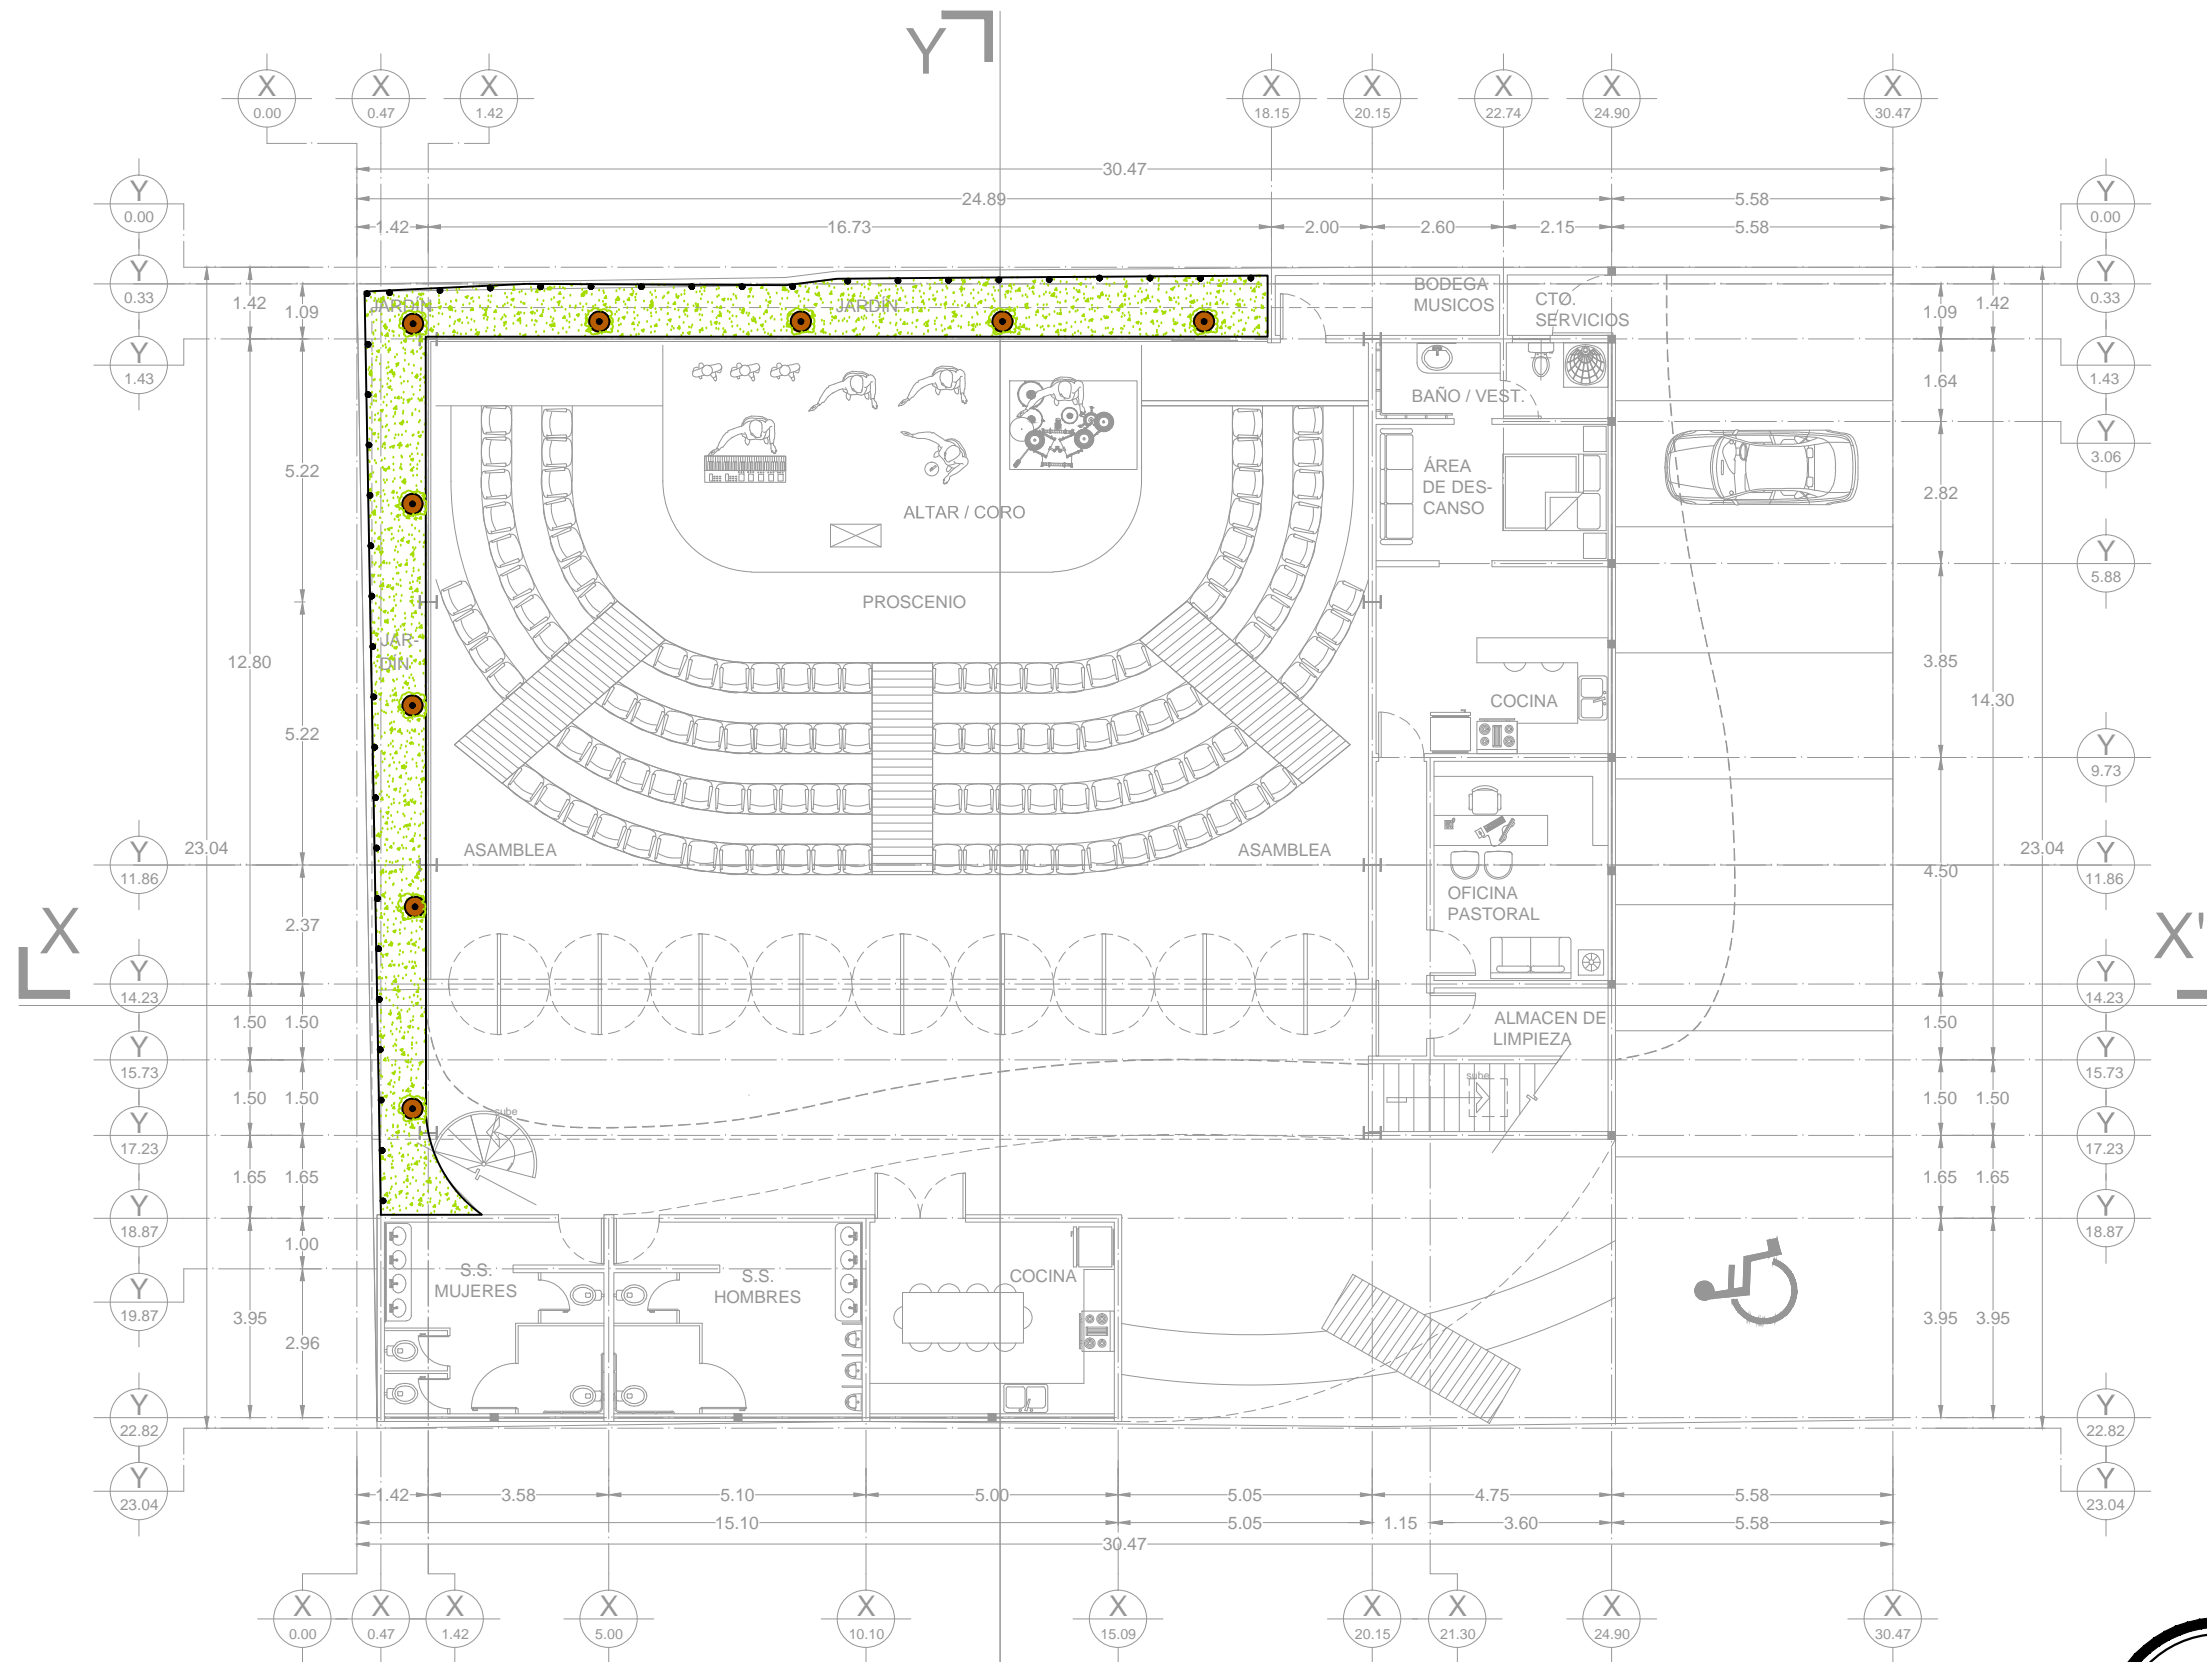 Y
X X X X X X X X
0.00 0.47 1.42 18.15 20.15 22.74 24.90 30.47
30.47
24.89 5.58
1.42 16.73 2.00 2.60 2.15 5.58
Y Y
0.00 0.00
Y Y
0.33 0.33
1.42 1.09 1.09 1.42
Y Y
1.43 1.43
JARDÍN JARDÍN
BODEGA
MUSICOS
CTO.
SERVICIOS
BAÑO / VEST.
1.64
Y
3.06
5.22
ÁREA
DE DES-
CANSO
2.82
ALTAR / CORO
Y
5.88
PROSCENIO
JAR-
DÍN
12.80
3.85
COCINA
14.30
5.22
Y
9.73
23.04
ASAMBLEA ASAMBLEA
23.04
Y Y
11.86 11.86
4.50
OFICINA
PASTORAL
2.37
X X'
Y Y
14.23 14.23
1.50 1.50 1.50
ALMACEN DE
LIMPIEZA
Y Y
15.73 15.73
sube
sube
1.50 1.50 1.50 1.50
Y Y
17.23 17.23
1.65 1.65 1.65 1.65
Y Y
18.87 18.87
1.00
S.S.
MUJERES
S.S.
HOMBRES
COCINA
Y
19.87
3.95 2.96 3.95 3.95
Y Y
22.82 22.82
Y Y
23.04 23.04
1.42 3.58 5.10 5.00 5.05 4.75 5.58
15.10 5.05 1.15 3.60 5.58
30.47
X X X X X X X X X X
0.00 0.47 1.42 5.00 10.10 15.09 20.15 21.30 24.90 30.47